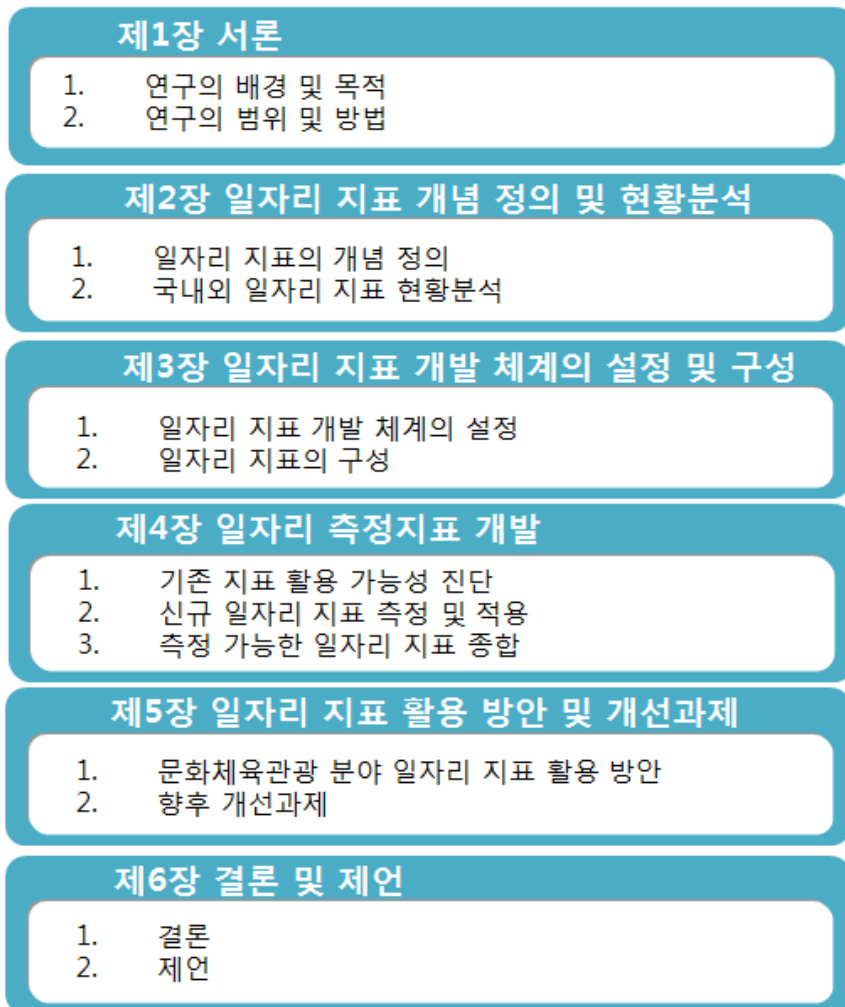 제1장 서론
1. 연구의 배경 및 목적
2. 연구의 범위 및 방법
제2장 일자리 지표 개념 정의 및 현황분석
1. 일자리 지표의 개념 정의
2. 국내외 일자리 지표 현황분석
제3장 일자리 지표 개발 체계의 설정 및 구성
1. 일자리 지표 개발 체계의 설정
2. 일자리 지표의 구성
제4장 일자리 측정지표 개발
1. 기존 지표 활용 가능성 진단
2. 신규 일자리 지표 측정 및 적용
3. 측정 가능한 일자리 지표 종합
제5장 일자리 지표 활용 방안 및 개선과제
1. 문화체육관광 분야 일자리 지표 활용 방안
2. 향후 개선과제
제6장 결론 및 제언
1. 결론
2. 제언